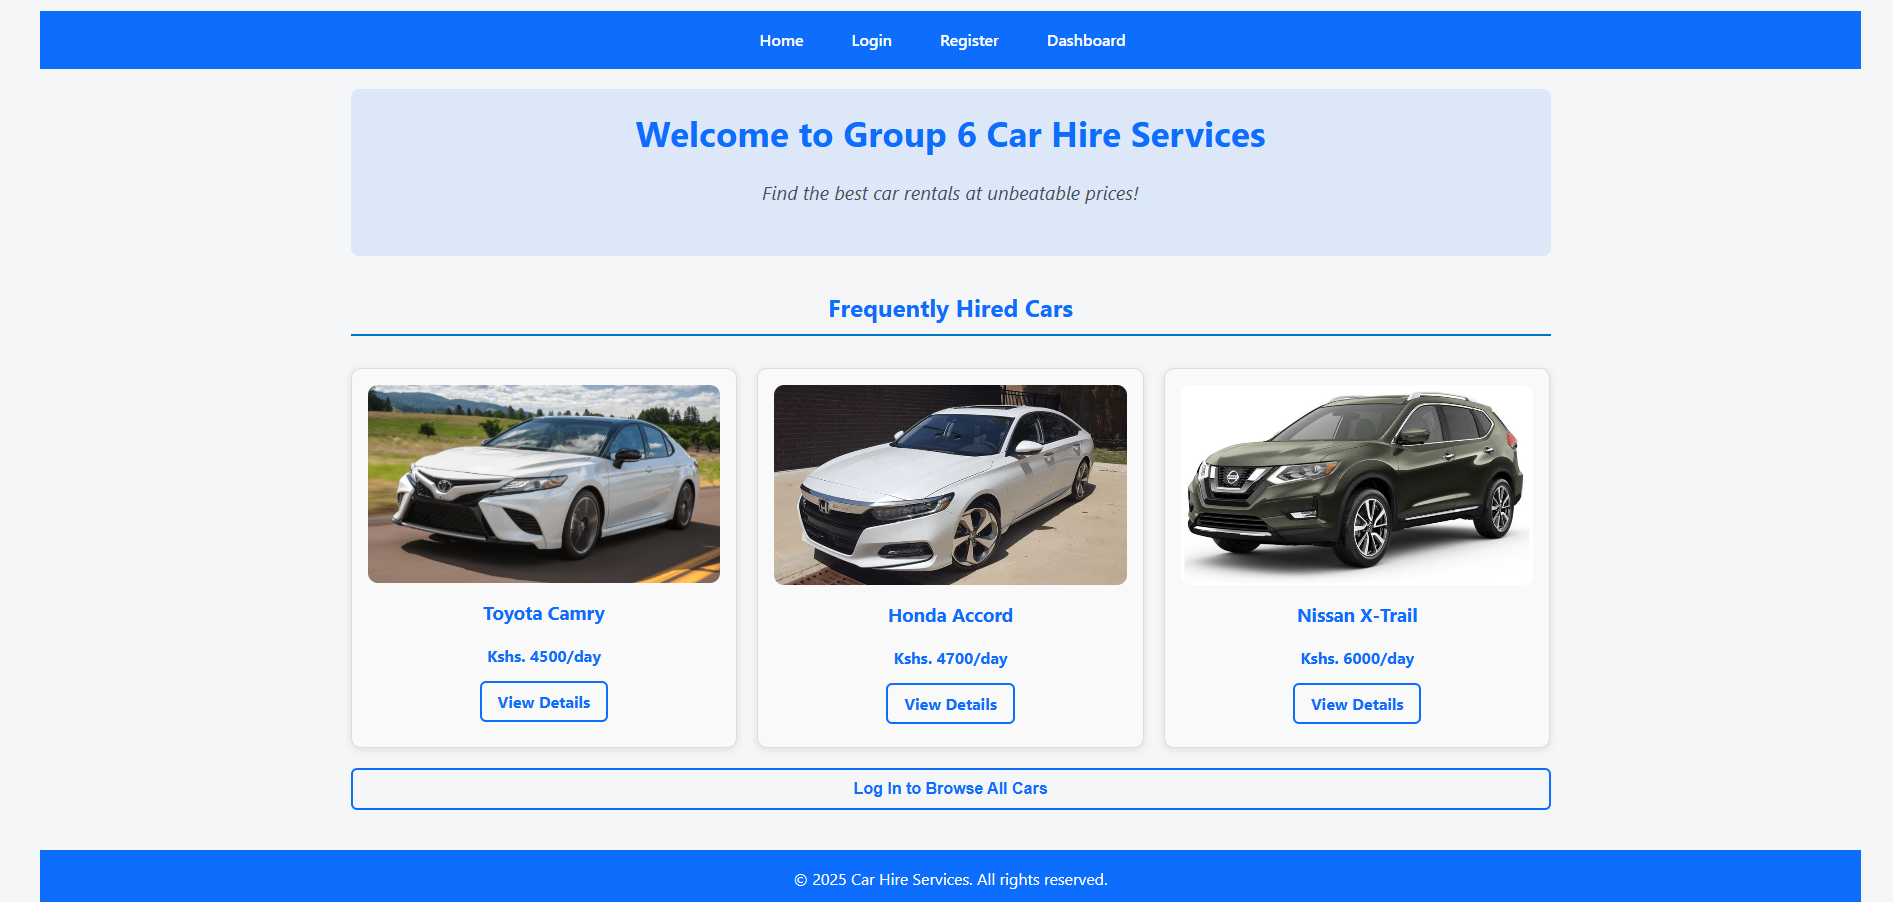 Home Login Register Dashboard
Welcome to Group 6 Car Hire Services
Find the best car rentals at unbeatable prices!
Frequently Hired Cars
Toyota Camry
Kshs. 4500/day
View Details
Honda Accord
Kshs. 4700/day
View Details
Nissan X-Trail
Kshs. 6000/day
View Details
Log In to Browse All Cars
© 2025 Car Hire Services. All rights reserved.